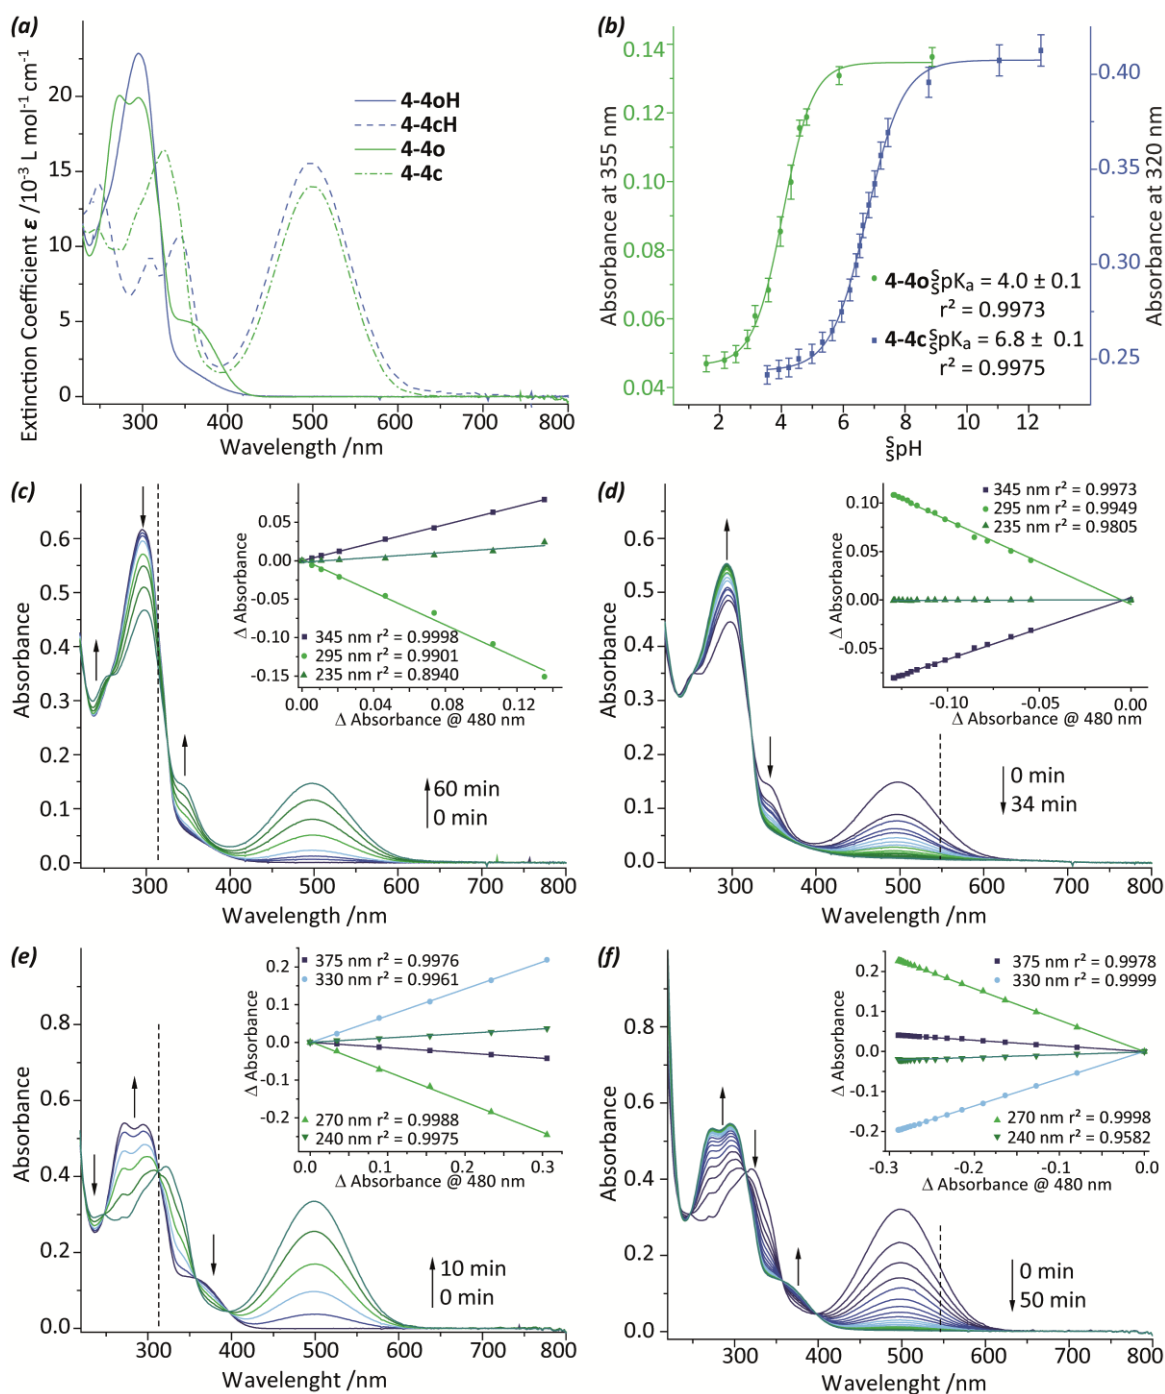 (a)
Extinction Coefficient ε /10⁻³ L mol⁻¹ cm⁻¹
20
15
10
5
0
4-4oH
4-4cH
4-4o
4-4c
300 400 500 600 700 800
Wavelength /nm
(b)
Absorbance at 355 nm
0.14
0.12
0.10
0.08
0.06
0.04
4-4o ˢₛpKₐ = 4.0 ± 0.1
r² = 0.9973
4-4c ˢₛpKₐ = 6.8 ± 0.1
r² = 0.9975
0.40
0.35
0.30
0.25
Absorbance at 320 nm
2 4 6 8 10 12
ˢₛpH
(c)
Absorbance
0.6
0.5
0.4
0.3
0.2
0.1
0.0
Δ Absorbance
0.05
0.00
-0.05
-0.10
-0.15
345 nm r² = 0.9998
295 nm r² = 0.9901
235 nm r² = 0.8940
0.00 0.04 0.08 0.12
Δ Absorbance @ 480 nm
60 min
0 min
300 400 500 600 700 800
Wavelength /nm
(d)
Absorbance
0.6
0.5
0.4
0.3
0.2
0.1
0.0
Δ Absorbance
0.10
0.05
0.00
-0.05
345 nm r² = 0.9973
295 nm r² = 0.9949
235 nm r² = 0.9805
-0.10 -0.05 0.00
Δ Absorbance @ 480 nm
0 min
34 min
300 400 500 600 700 800
Wavelength /nm
(e)
Absorbance
0.8
0.6
0.4
0.2
0.0
Δ Absorbance
0.2
0.1
0.0
-0.1
-0.2
375 nm r² = 0.9976
330 nm r² = 0.9961
270 nm r² = 0.9988
240 nm r² = 0.9975
0.0 0.1 0.2 0.3
Δ Absorbance @ 480 nm
10 min
0 min
300 400 500 600 700 800
Wavelength /nm
(f)
Absorbance
0.8
0.6
0.4
0.2
0.0
Δ Absorbance
0.2
0.1
0.0
-0.1
-0.2
375 nm r² = 0.9978
330 nm r² = 0.9999
270 nm r² = 0.9998
240 nm r² = 0.9582
-0.3 -0.2 -0.1 0.0
Δ Absorbance @ 480 nm
0 min
50 min
300 400 500 600 700 800
Wavelenght /nm